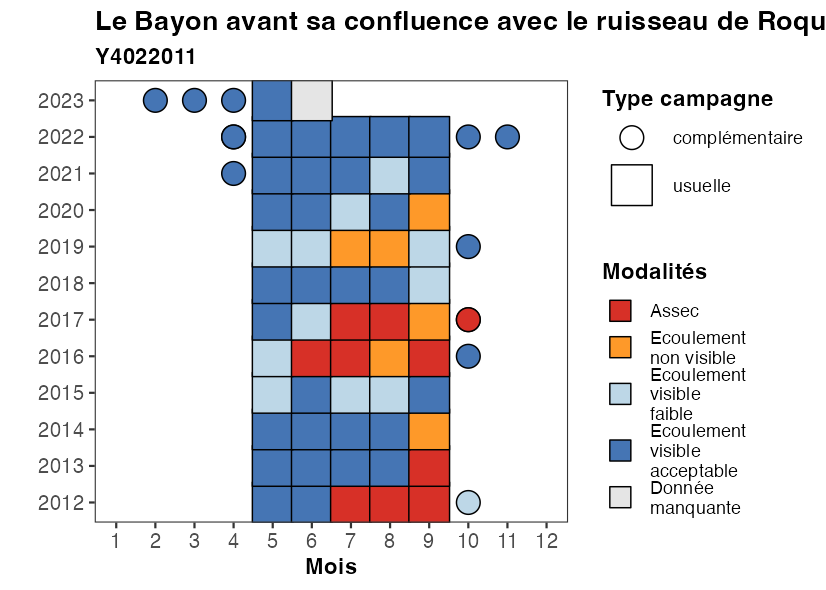 Le Bayon avant sa confluence avec le ruisseau de Roqu
Y4022011
2023
2022
2021
2020
2019
2018
2017
2016
2015
2014
2013
2012
1 2 3 4 5 6 7 8 9 10 11 12
Mois
Type campagne
complémentaire
usuelle
Modalités
Assec
Ecoulement
non visible
Ecoulement
visible
faible
Ecoulement
visible
acceptable
Donnée
manquante